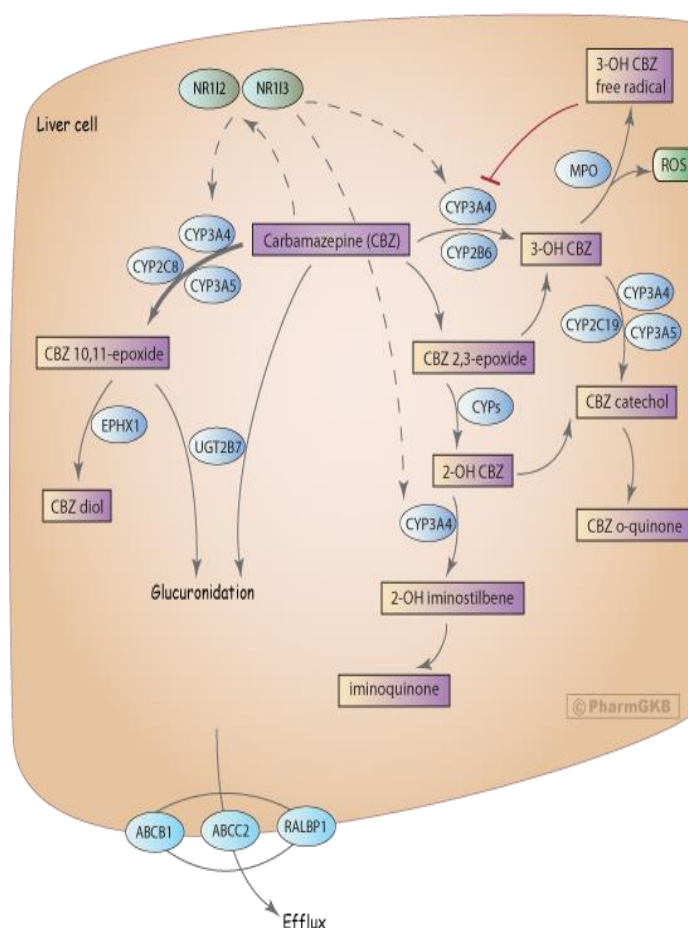 3-OH CBZ
free radical
NR1I2
NR1I3
Liver cell
MPO
ROS
CYP3A4
CYP3A4
Carbamazepine (CBZ)
CYP2B6
3-OH CBZ
CYP2C8
CYP3A5
CYP3A4
CYP2C19
CYP3A5
CBZ 10,11-epoxide
CBZ 2,3-epoxide
CYPs
CBZ catechol
EPHX1
UGT2B7
2-OH CBZ
CBZ diol
CYP3A4
CBZ o-quinone
Glucuronidation
2-OH iminostilbene
iminoquinone
© PharmGKB
ABCB1
ABCC2
RALBP1
Efflux